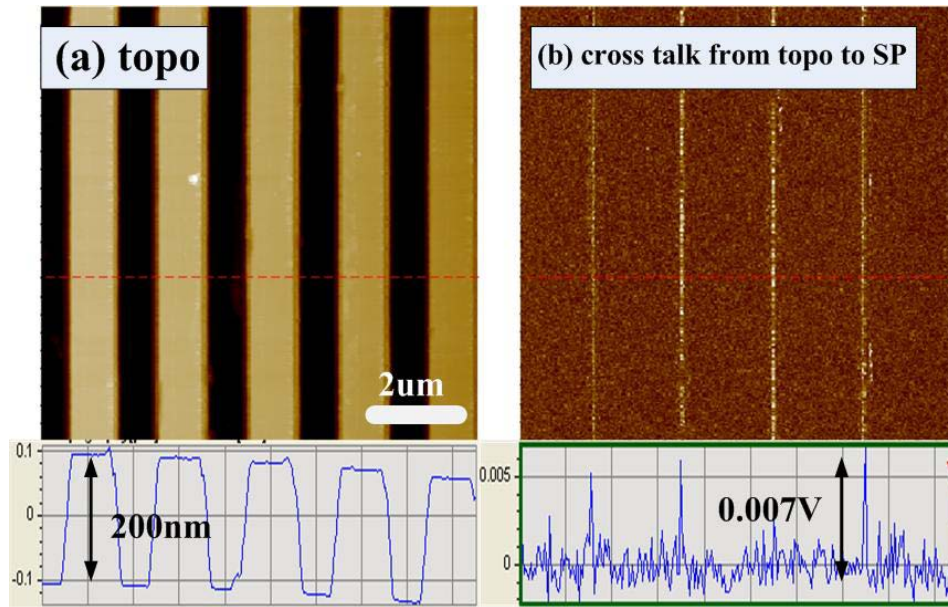 (a) topo
(b) cross talk from topo to SP
2um
0.1
0
-0.1
200nm
0.005
0
0.007V